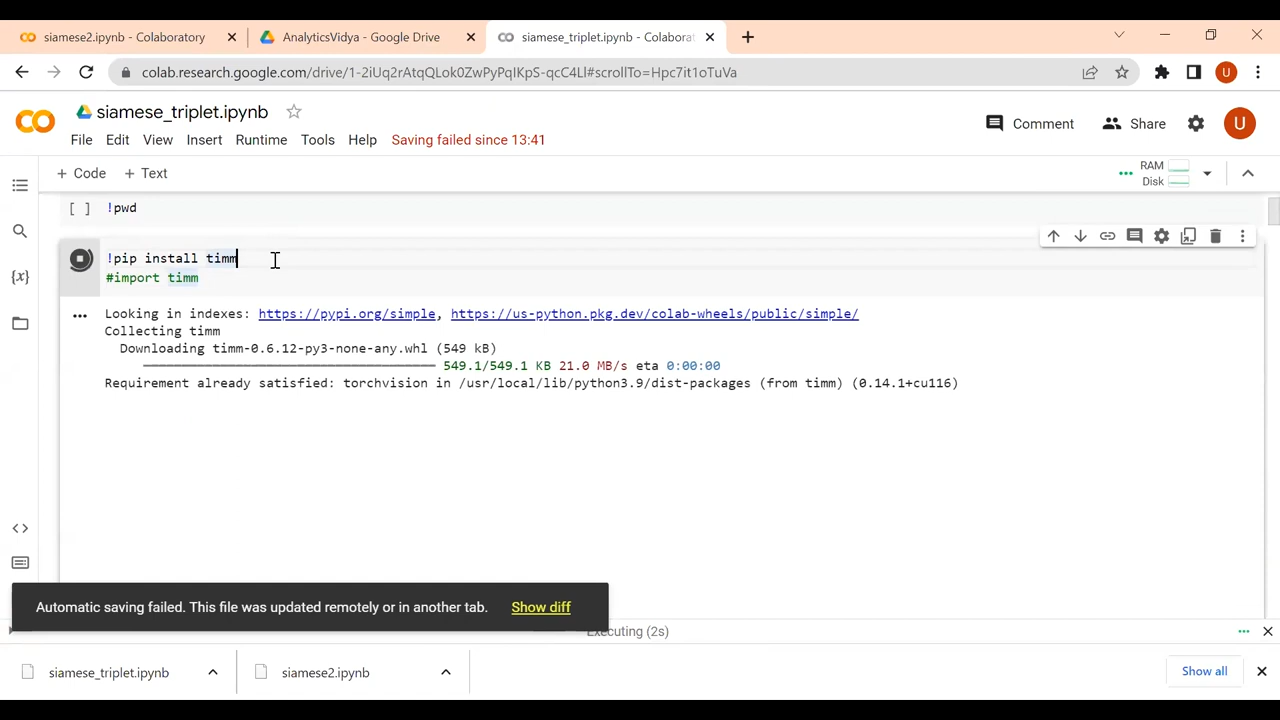 siamese2.ipynb - Colaboratory
AnalyticsVidya - Google Drive
siamese_triplet.ipynb - Colaborat
colab.research.google.com/drive/1-2iUq2rAtqQLok0ZwPyPqIKpS-qcC4Ll#scrollTo=Hpc7it1oTuVa
U
siamese_triplet.ipynb
Comment
Share
U
File Edit View Insert Runtime Tools Help Saving failed since 13:41
+ Code + Text
RAM
Disk
[ ] !pwd
!pip install timm
#import timm
Looking in indexes: https://pypi.org/simple, https://us-python.pkg.dev/colab-wheels/public/simple/
Collecting timm
Downloading timm-0.6.12-py3-none-any.whl (549 kB)
549.1/549.1 KB 21.0 MB/s eta 0:00:00
Requirement already satisfied: torchvision in /usr/local/lib/python3.9/dist-packages (from timm) (0.14.1+cu116)
Automatic saving failed. This file was updated remotely or in another tab. Show diff
Executing (2s)
siamese_triplet.ipynb
siamese2.ipynb
Show all